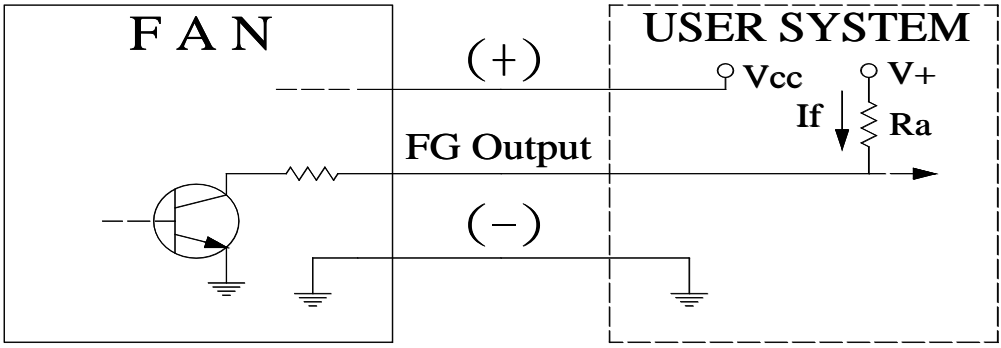 F A N
USER SYSTEM
(+)
Vcc
V+
If
Ra
FG Output
(-)